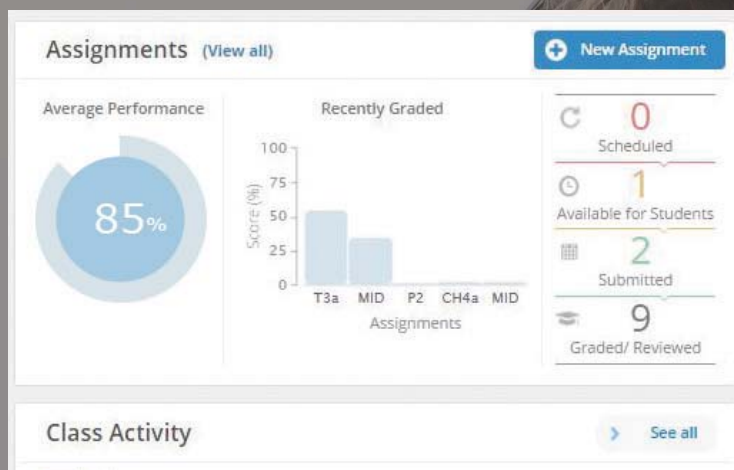 Assignments (View all)
New Assignment
Average Performance
85%
Recently Graded
100
75
50
25
0
Score (%)
T3a MID P2 CH4a MID
Assignments
0
Scheduled
1
Available for Students
2
Submitted
9
Graded/ Reviewed
Class Activity
See all